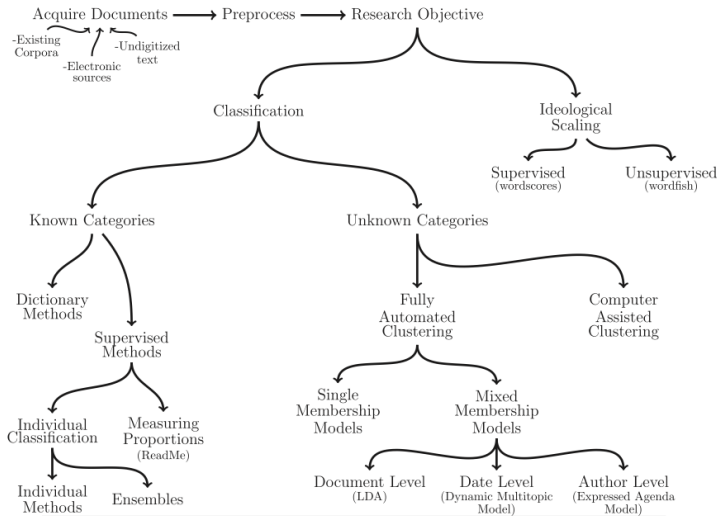 Acquire Documents
Preprocess
Research Objective
-Existing
Corpora
-Electronic
sources
-Undigitized
text
Classification
Ideological
Scaling
Supervised
(wordscores)
Unsupervised
(wordfish)
Known Categories
Unknown Categories
Dictionary
Methods
Supervised
Methods
Fully
Automated
Clustering
Computer
Assisted
Clustering
Individual
Classification
Measuring
Proportions
(ReadMe)
Single
Membership
Models
Mixed
Membership
Models
Individual
Methods
Ensembles
Document Level
(LDA)
Date Level
(Dynamic Multitopic
Model)
Author Level
(Expressed Agenda
Model)